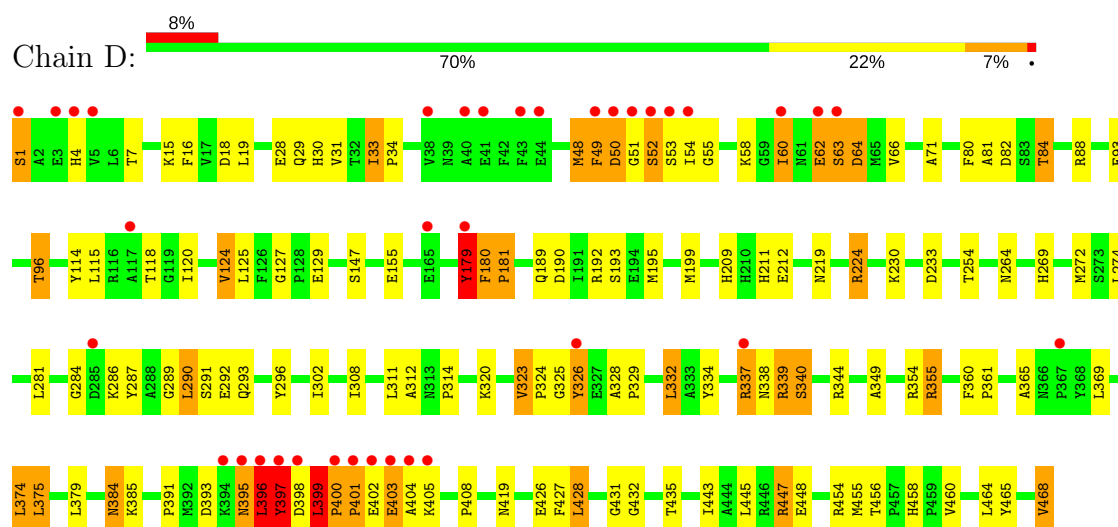 8%
Chain D:
70% 22% 7% •
S1 A2 E3 H4 V5 L6 T7 K15 F16 V17 D18 L19 E28 Q29 H30 V31 T32 I33 P34 V38 N39 A40 E41 F42 F43 E44 M48 F49 D50 G51 S52 S53 I54 G55 K58 G59 I60 N61 E62 S63 D64 M65 V66 A71 F80 A81 D82 S83 T84 R88
T96 Y114 L115 R116 A117 T118 G119 I120 V124 L125 F126 G127 P128 E129 S147 E155 E165 Y179 F180 P181 Q189 D190 I191 R192 S193 E194 M195 M199 H209 H210 H211 E212 N219 R224 K230 D233 T254 N264 H269 M272 S273 L274
L281 G284 D285 K286 Y287 A288 G289 L290 S291 E292 Q293 Y296 I302 I308 L311 A312 N313 P314 K320 V323 P324 G325 Y326 E327 A328 P329 L332 A333 Y334 R337 N338 R339 S340 R344 A349 R354 R355 F360 P361 A365 N366 P367 Y368 L369
L374 L375 L379 N384 K385 P391 M392 D393 K394 N395 L396 Y397 D398 L399 P400 P401 E402 E403 A404 K405 P408 N419 E426 F427 L428 G431 G432 T435 I443 A444 L445 R446 R447 E448 R454 M455 T456 P457 H458 P459 V460 L464 Y465 V468